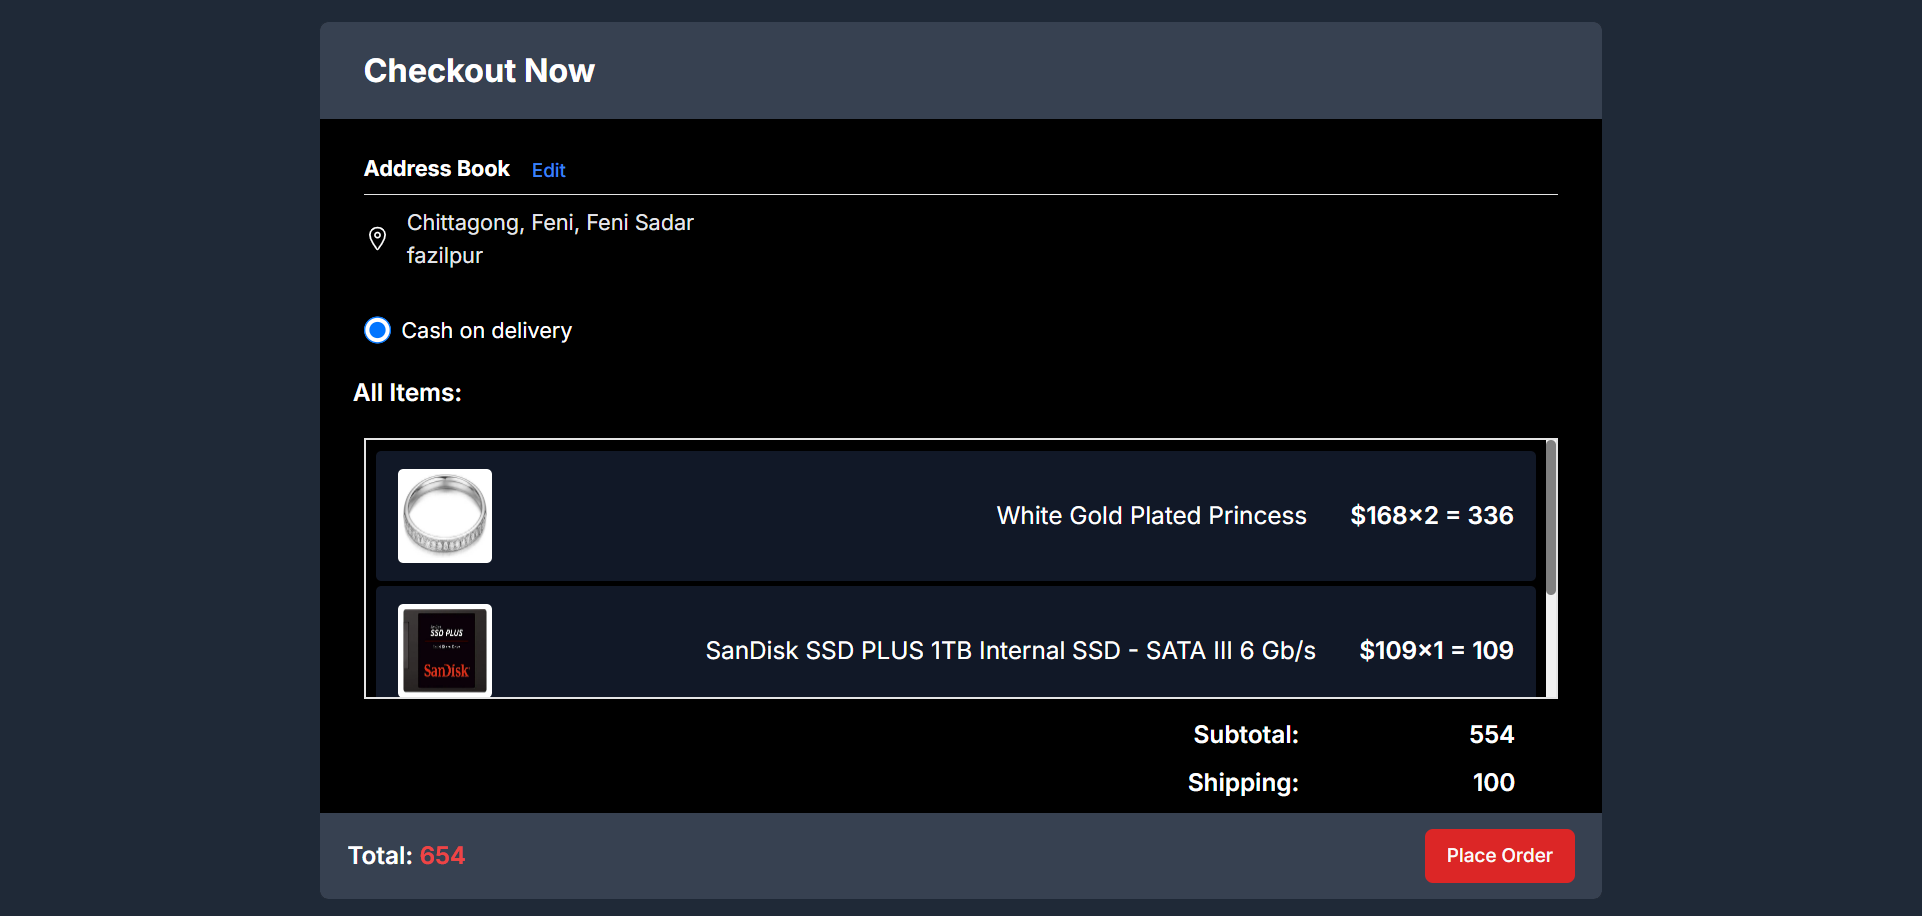 Checkout Now
Address Book Edit
Chittagong, Feni, Feni Sadar
fazilpur
Cash on delivery
All Items:
White Gold Plated Princess $168×2 = 336
SSD PLUS
SanDisk
SanDisk SSD PLUS 1TB Internal SSD - SATA III 6 Gb/s $109×1 = 109
Subtotal: 554
Shipping: 100
Total: 654
Place Order